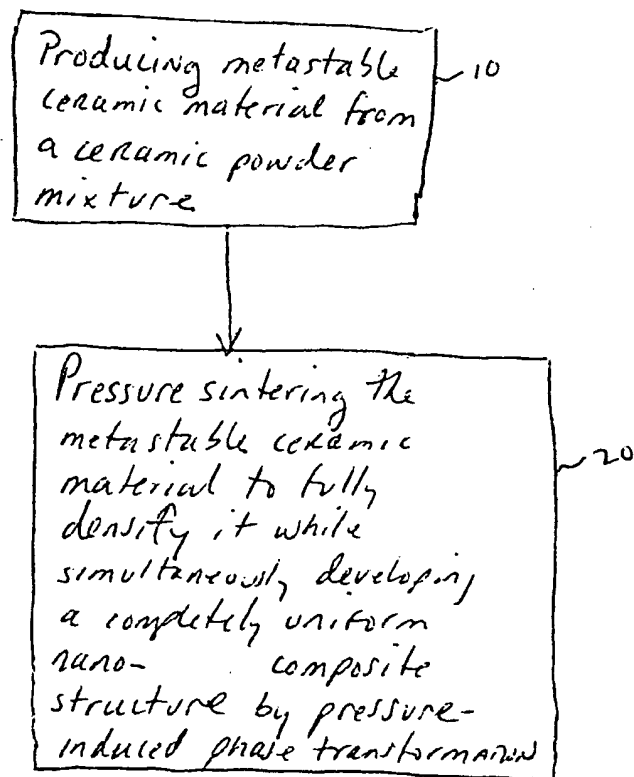 Producing metastable
ceramic material from
a ceramic powder
mixture
10
Pressure sintering the
metastable ceramic
material to fully
densify it while
simultaneously developing
a completely uniform
nano- composite
structure by pressure-
induced phase transformation
20